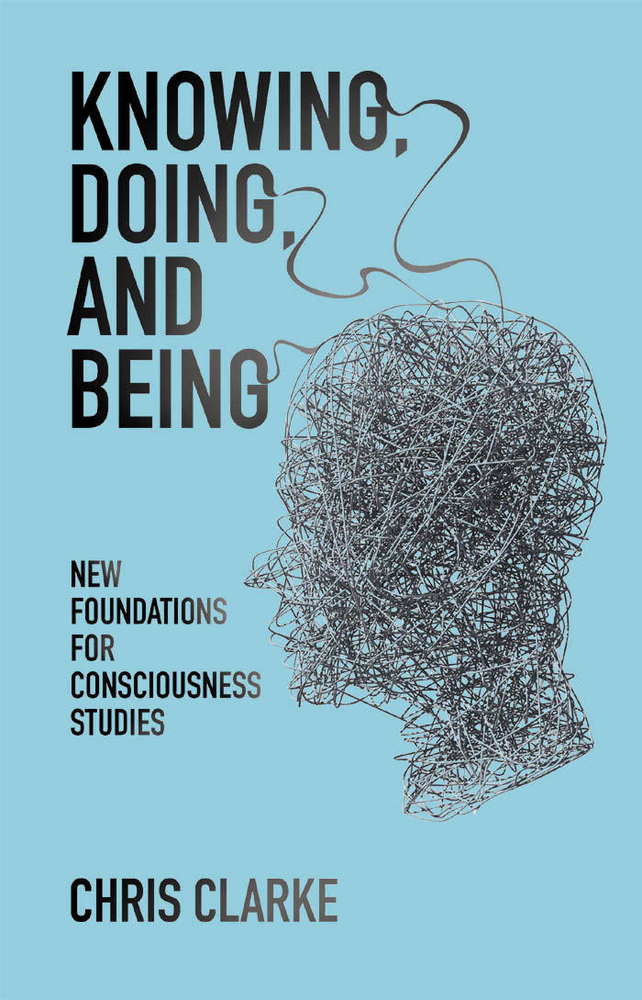 KNOWING,
DOING,
AND
BEING
NEW
FOUNDATIONS
FOR
CONSCIOUSNESS
STUDIES
CHRIS CLARKE